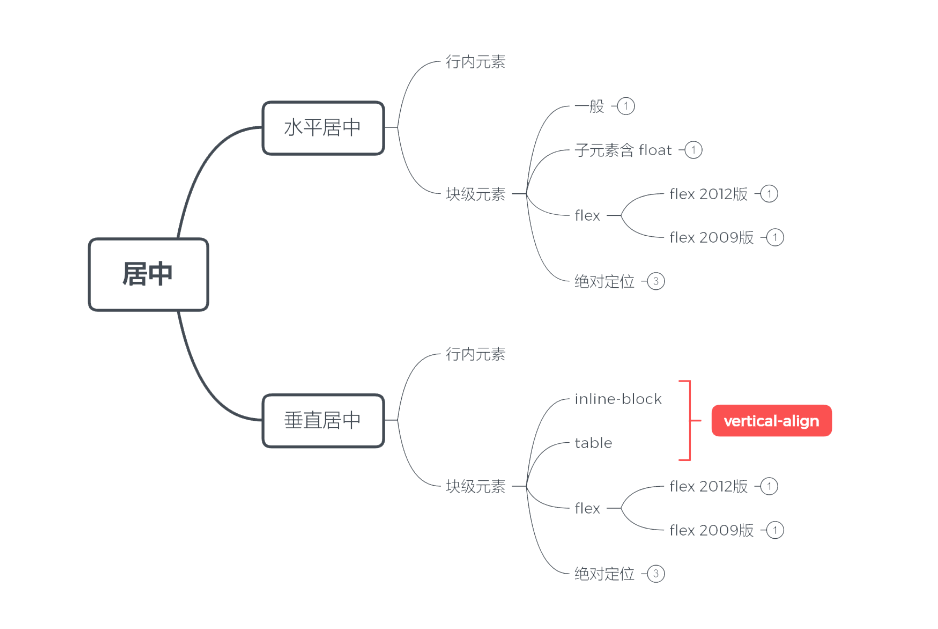 居中
水平居中
行内元素
块级元素
一般 1
子元素含 float 1
flex
flex 2012版 1
flex 2009版 1
绝对定位 3
垂直居中
行内元素
块级元素
inline-block
table
vertical-align
flex
flex 2012版 1
flex 2009版 1
绝对定位 3